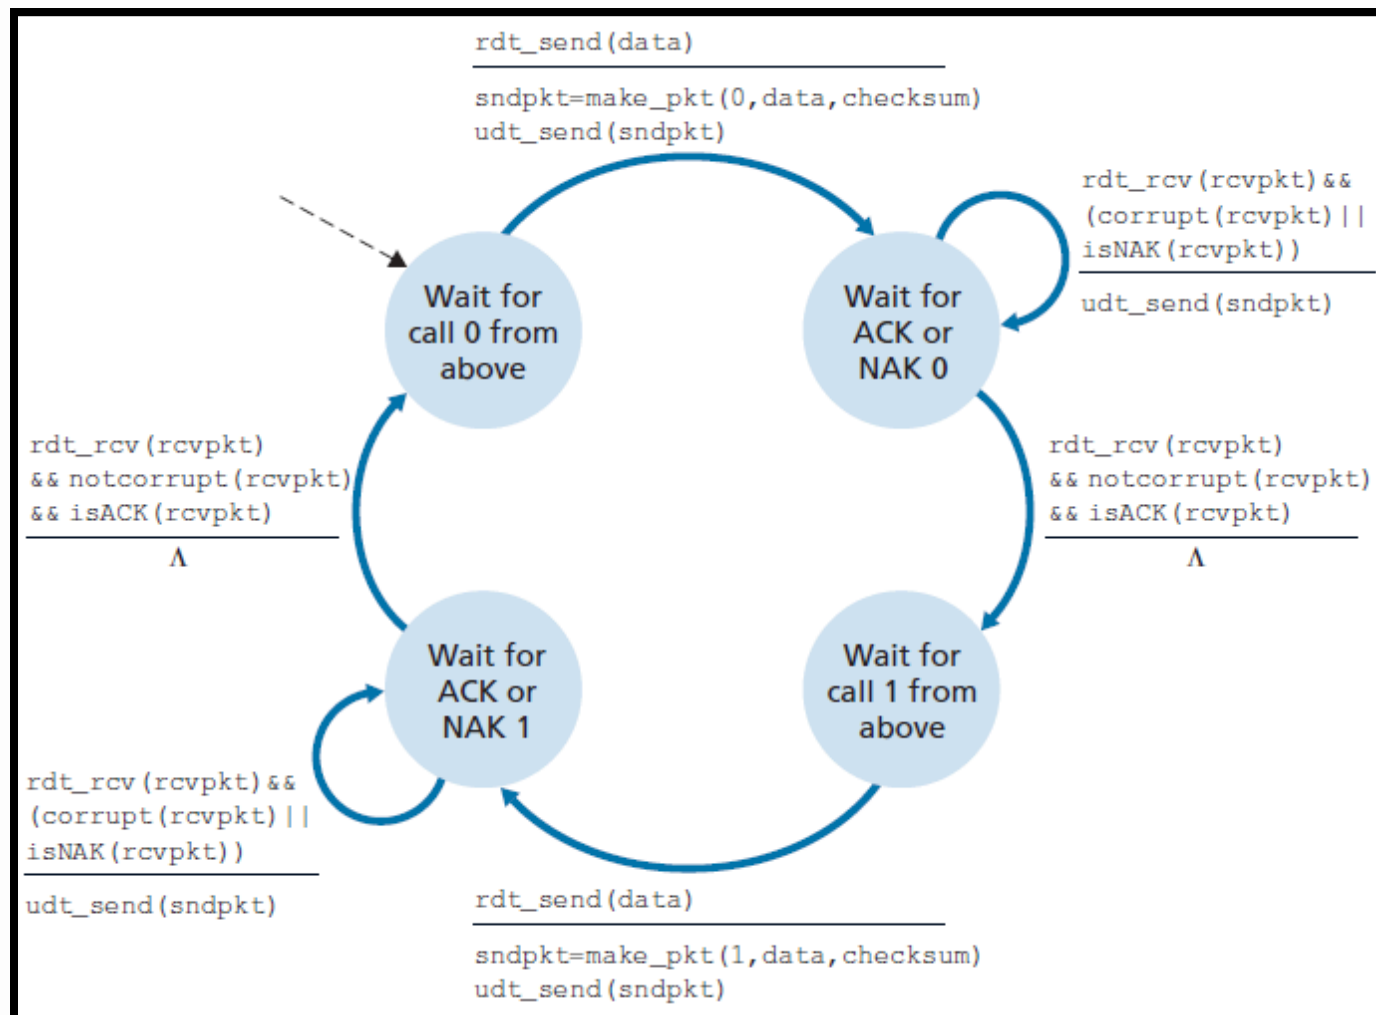 rdt_send(data)
sndpkt=make_pkt(0,data,checksum)
udt_send(sndpkt)
rdt_rcv(rcvpkt)&&
(corrupt(rcvpkt)||
isNAK(rcvpkt))
udt_send(sndpkt)
Wait for
call 0 from
above
Wait for
ACK or
NAK 0
rdt_rcv(rcvpkt)
&& notcorrupt(rcvpkt)
&& isACK(rcvpkt)
Λ
rdt_rcv(rcvpkt)
&& notcorrupt(rcvpkt)
&& isACK(rcvpkt)
Λ
Wait for
ACK or
NAK 1
Wait for
call 1 from
above
rdt_rcv(rcvpkt)&&
(corrupt(rcvpkt)||
isNAK(rcvpkt))
udt_send(sndpkt)
rdt_send(data)
sndpkt=make_pkt(1,data,checksum)
udt_send(sndpkt)